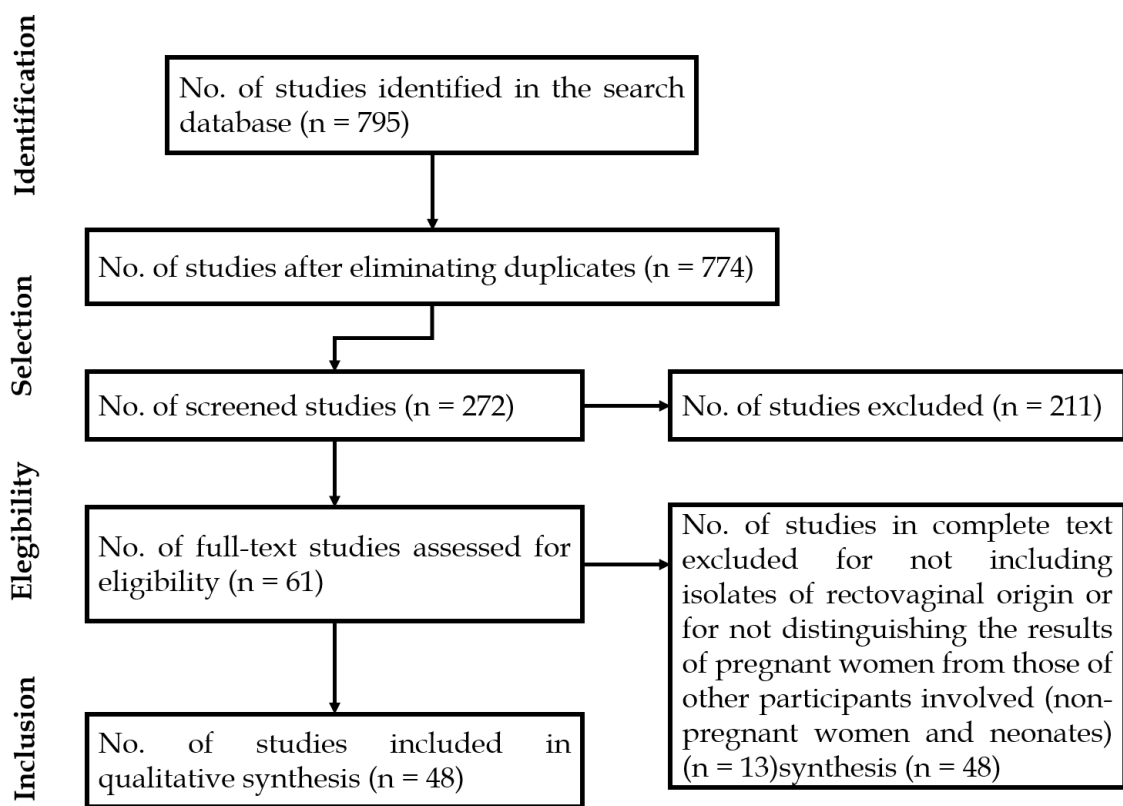 Identification
No. of studies identified in the search
database (n = 795)
No. of studies after eliminating duplicates (n = 774)
Selection
No. of screened studies (n = 272)
No. of studies excluded (n = 211)
Elegibility
No. of full-text studies assessed for
eligibility (n = 61)
No. of studies in complete text
excluded for not including
isolates of rectovaginal origin or
for not distinguishing the results
of pregnant women from those of
other participants involved (non-
pregnant women and neonates)
(n = 13)synthesis (n = 48)
Inclusion
No. of studies included in
qualitative synthesis (n = 48)